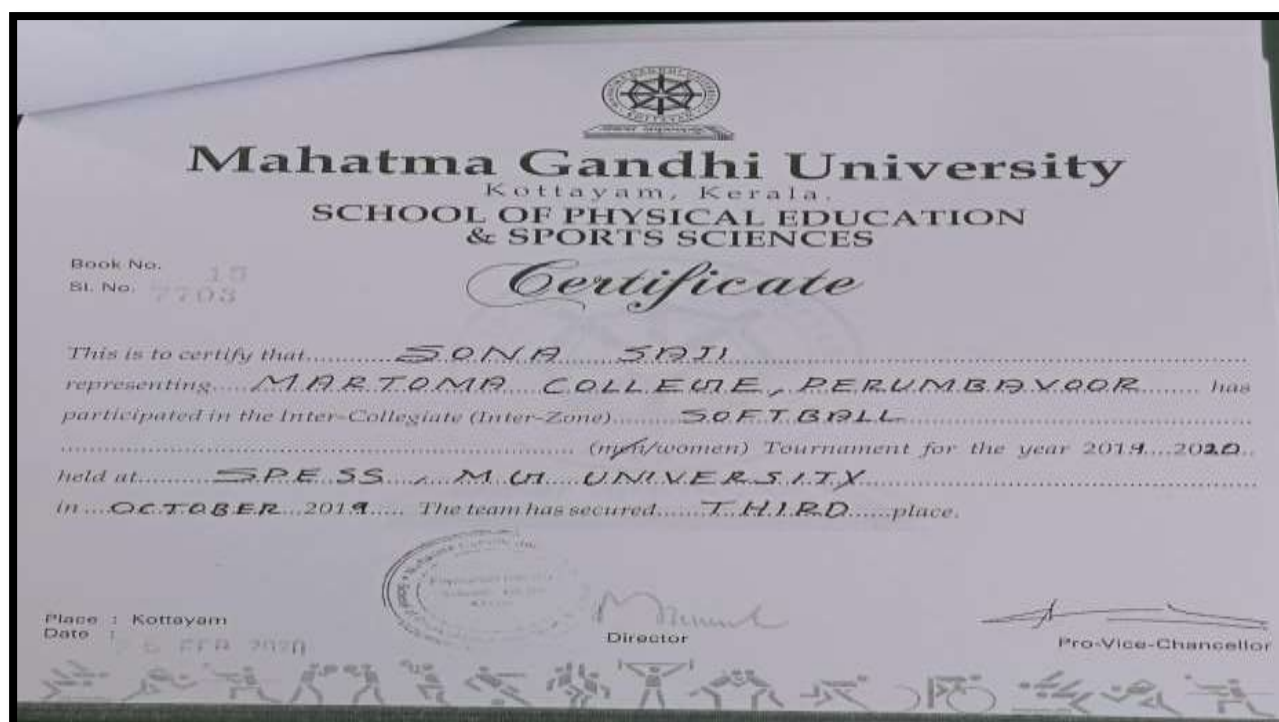 Mahatma Gandhi University
Kottayam, Kerala.
SCHOOL OF PHYSICAL EDUCATION
& SPORTS SCIENCES
Book No. 15
Sl. No. 7703
Certificate
This is to certify that..........SONA SAJI
representing.....MARTOMA COLLEGE, PERUMBAVOOR......... has
participated in the Inter-Collegiate (Inter-Zone)........SOFTBALL
(men/women) Tournament for the year 2019....2020..
held at..........SPESS, M.G. UNIVERSITY
in...OCTOBER...2019..... The team has secured......THIRD......place.
Place : Kottayam
Date : FEB 2020
Director
Pro-Vice-Chancellor